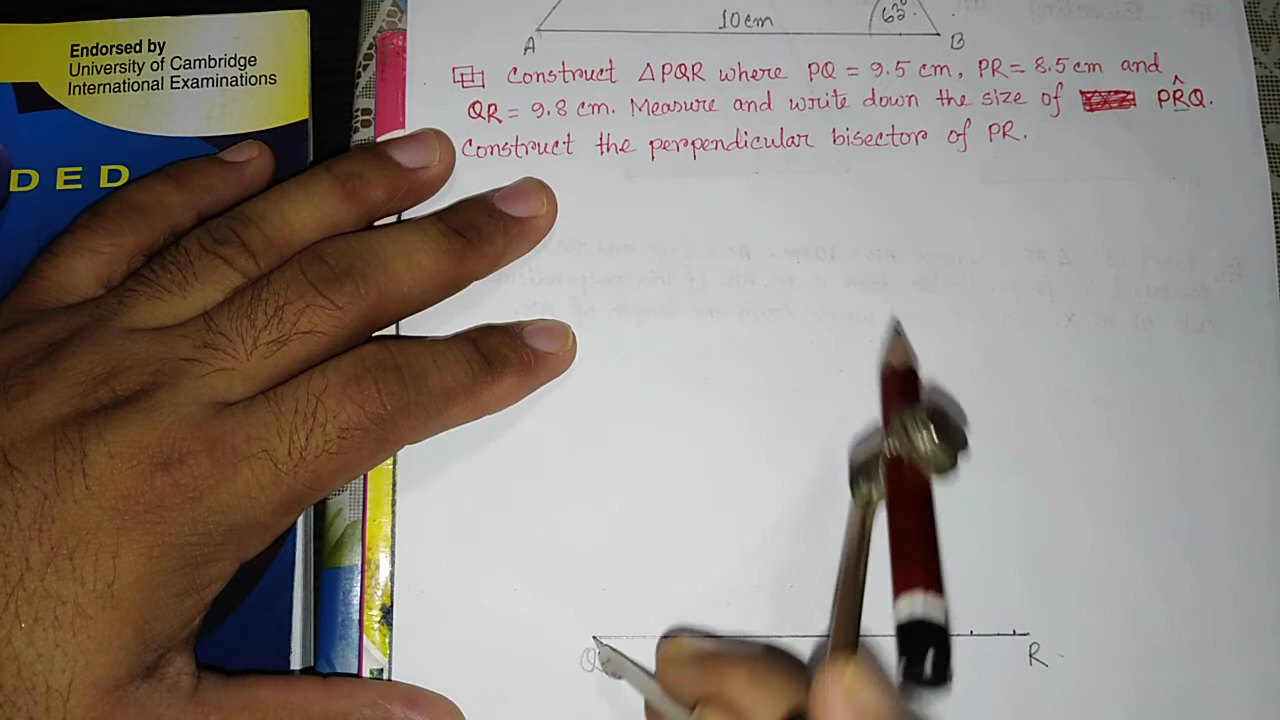 Endorsed by
University of Cambridge
International Examinations
DED
10cm
63°
A
B
Construct ΔPQR where PQ = 9.5 cm, PR = 8.5 cm and
QR = 9.8 cm. Measure and write down the size of PR̂Q.
Construct the perpendicular bisector of PR.
Q
R